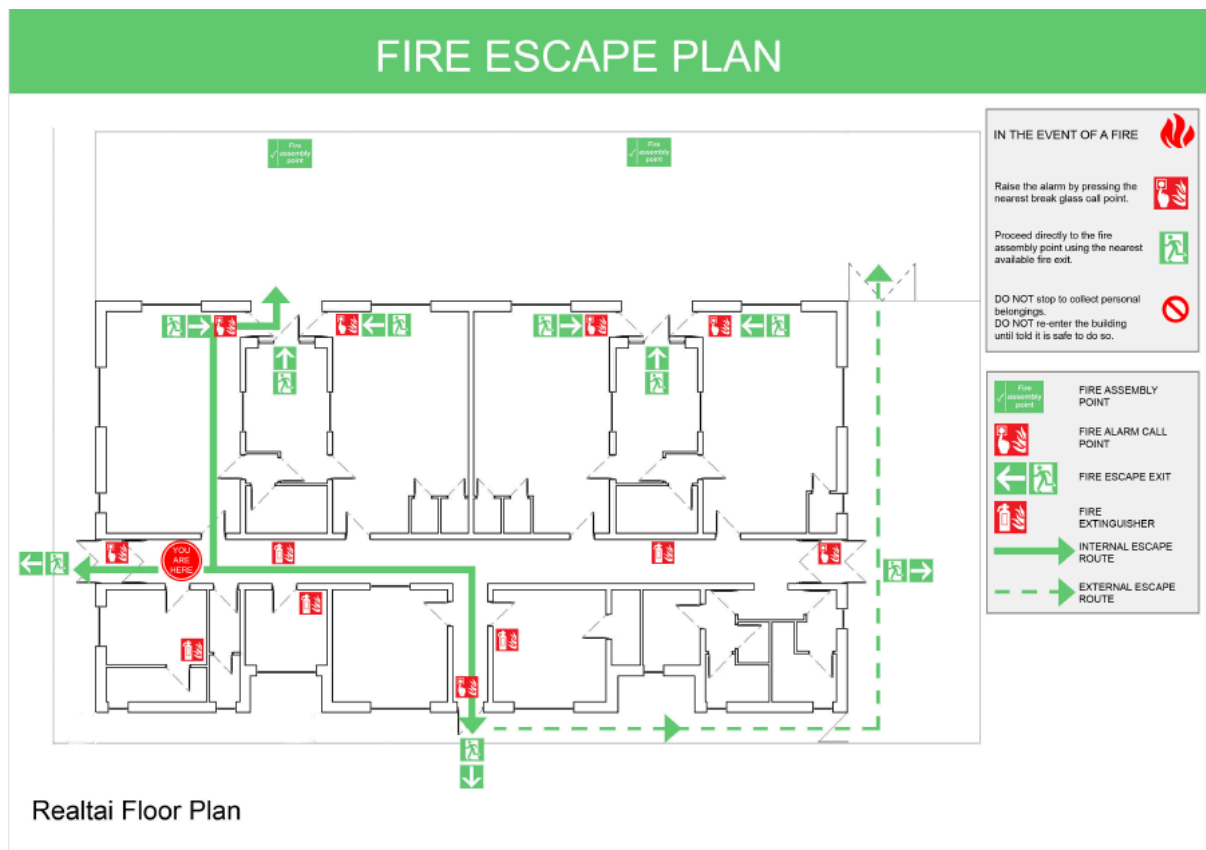 FIRE ESCAPE PLAN
Fire
assembly
point
Fire
assembly
point
YOU
ARE
HERE
IN THE EVENT OF A FIRE
Raise the alarm by pressing the
nearest break glass call point.
Proceed directly to the fire
assembly point using the nearest
available fire exit.
DO NOT stop to collect personal
belongings.
DO NOT re-enter the building
until told it is safe to do so.
Fire
assembly
point
FIRE ASSEMBLY
POINT
FIRE ALARM CALL
POINT
FIRE ESCAPE EXIT
FIRE
EXTINGUISHER
INTERNAL ESCAPE
ROUTE
EXTERNAL ESCAPE
ROUTE
Realtai Floor Plan